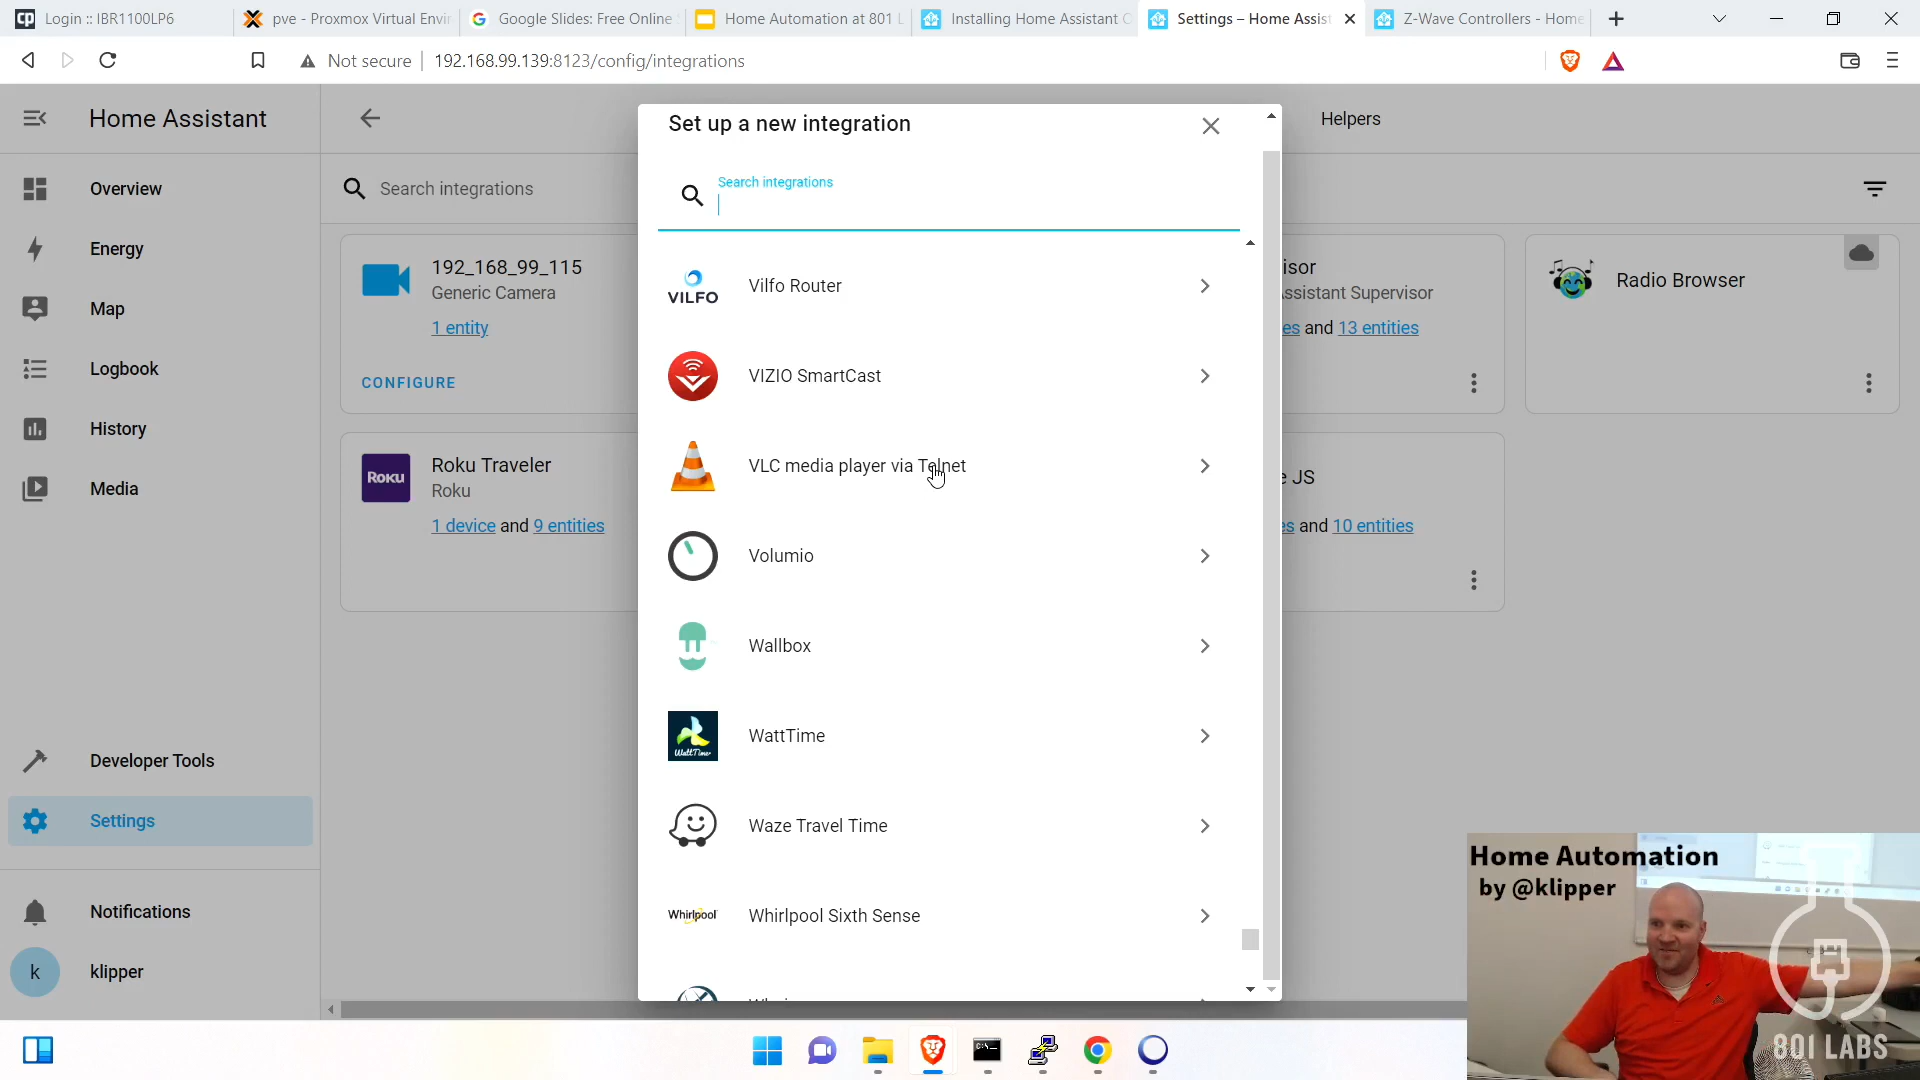 Login :: IBR1100LP6
pve - Proxmox Virtual Envir
Google Slides: Free Online
Home Automation at 801 L
Installing Home Assistant
Settings – Home Assist
Z-Wave Controllers - Home
Not secure
192.168.99.139:8123/config/integrations
Home Assistant
Helpers
Overview
Energy
Map
Logbook
History
Media
Developer Tools
Settings
Notifications
k
klipper
Search integrations
192_168_99_115
Generic Camera
1 entity
CONFIGURE
ROKU
Roku Traveler
Roku
1 device and 9 entities
Set up a new integration
Search integrations
VILFO
Vilfo Router
VIZIO SmartCast
VLC media player via Telnet
Volumio
Wallbox
WattTime
WattTime
Waze Travel Time
Whirlpool
Whirlpool Sixth Sense
isor
ssistant Supervisor
es and 13 entities
Radio Browser
e JS
es and 10 entities
Home Automation
by @klipper
801 LABS